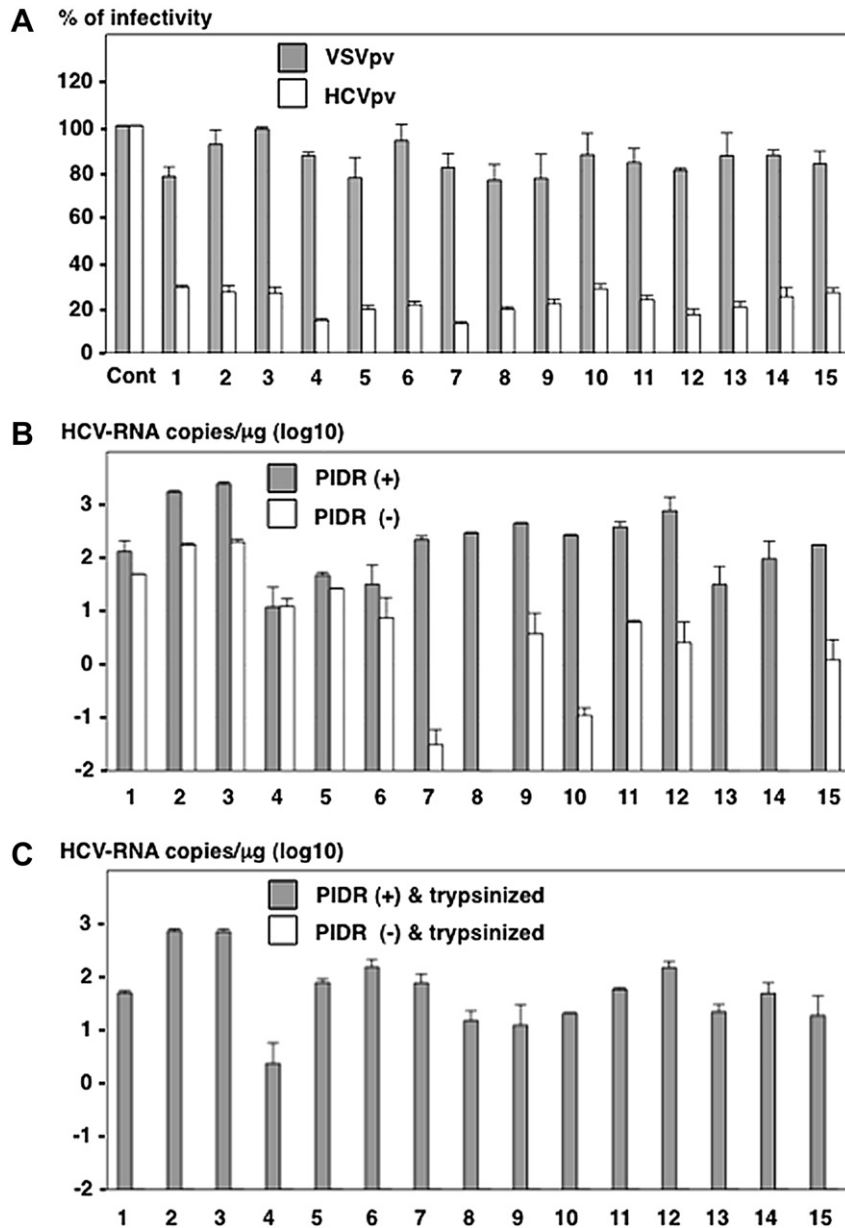 A % of infectivity
VSVpv
HCVpv
120
100
80
60
40
20
0
Cont 1 2 3 4 5 6 7 8 9 10 11 12 13 14 15
B HCV-RNA copies/μg (log10)
PIDR (+)
PIDR (-)
3
2
1
0
-1
-2
1 2 3 4 5 6 7 8 9 10 11 12 13 14 15
C HCV-RNA copies/μg (log10)
PIDR (+) & trypsinized
PIDR (-) & trypsinized
3
2
1
0
-1
-2
1 2 3 4 5 6 7 8 9 10 11 12 13 14 15